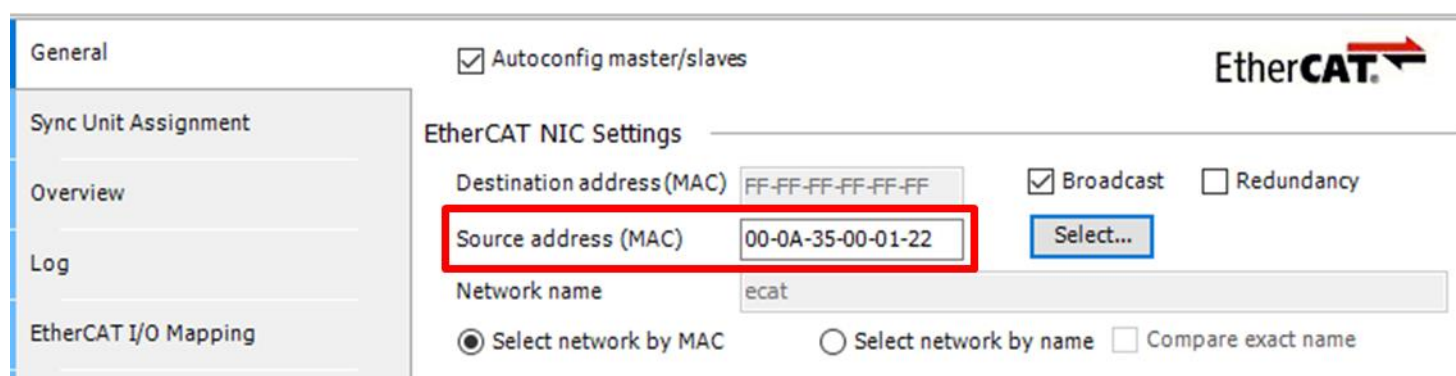 General
Sync Unit Assignment
Overview
Log
EtherCAT I/O Mapping
Autoconfig master/slaves
EtherCAT.
EtherCAT NIC Settings
Destination address (MAC) FF-FF-FF-FF-FF-FF Broadcast Redundancy
Source address (MAC) 00-0A-35-00-01-22 Select...
Network name ecat
Select network by MAC Select network by name Compare exact name